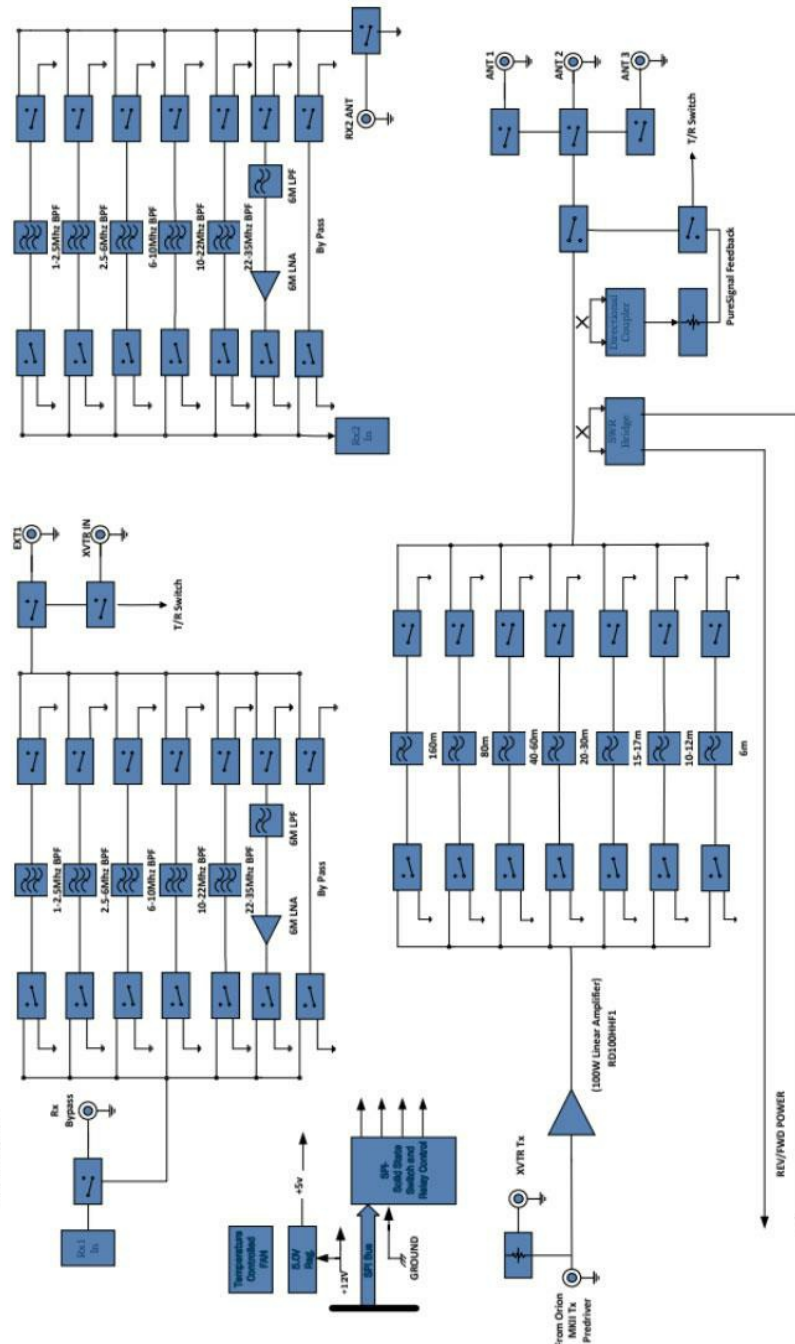 RX2 ANT
1-2.5Mhz BPF
2.5-6Mhz BPF
6-10Mhz BPF
10-22Mhz BPF
22-35Mhz BPF
6M LPF
6M LNA
By Pass
Rx2
In
ANT 1
ANT 2
ANT 3
T/R Switch
PureSignal Feedback
Directional
Coupler
SWR
Bridge
EXT1
XVTR IN
T/R Switch
1-2.5Mhz BPF
2.5-6Mhz BPF
6-10Mhz BPF
10-22Mhz BPF
22-35Mhz BPF
6M LPF
6M LNA
By Pass
Rx
Bypass
Rx1
In
160m
80m
40-60m
20-30m
15-17m
10-12m
6m
(100W Linear Amplifier)
RD100HHF1
XVTR Tx
From Orion
MKII Tx
Predriver
REV/FWD POWER
Temperature
Controlled
FAN
5.0V
Reg.
+5v
+12V
SPI Bus
SPI-
Solid State
Switch and
Relay Control
GROUND